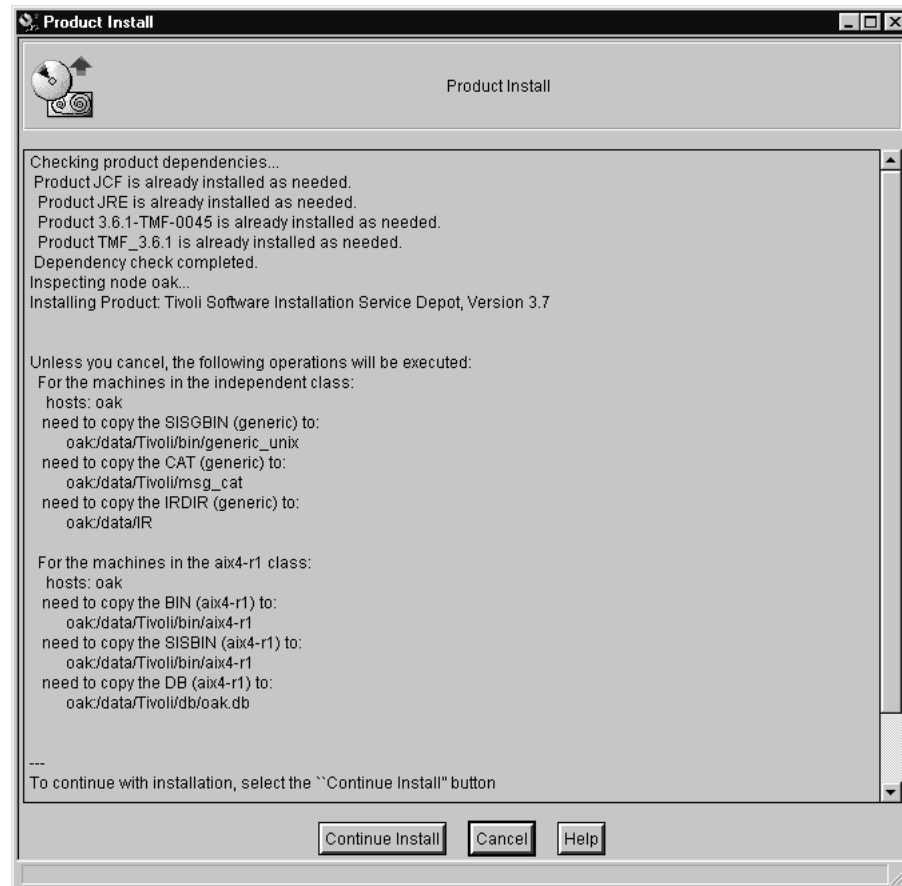 Product Install
Product Install
Checking product dependencies...
Product JCF is already installed as needed.
Product JRE is already installed as needed.
Product 3.6.1-TMF-0045 is already installed as needed.
Product TMF_3.6.1 is already installed as needed.
Dependency check completed.
Inspecting node oak...
Installing Product: Tivoli Software Installation Service Depot, Version 3.7
Unless you cancel, the following operations will be executed:
For the machines in the independent class:
hosts: oak
need to copy the SISGBIN (generic) to:
oak:/data/Tivoli/bin/generic_unix
need to copy the CAT (generic) to:
oak:/data/Tivoli/msg_cat
need to copy the IRDIR (generic) to:
oak:/data/IR
For the machines in the aix4-r1 class:
hosts: oak
need to copy the BIN (aix4-r1) to:
oak:/data/Tivoli/bin/aix4-r1
need to copy the SISBIN (aix4-r1) to:
oak:/data/Tivoli/bin/aix4-r1
need to copy the DB (aix4-r1) to:
oak:/data/Tivoli/db/oak.db
---
To continue with installation, select the ``Continue Install'' button
Continue Install Cancel Help